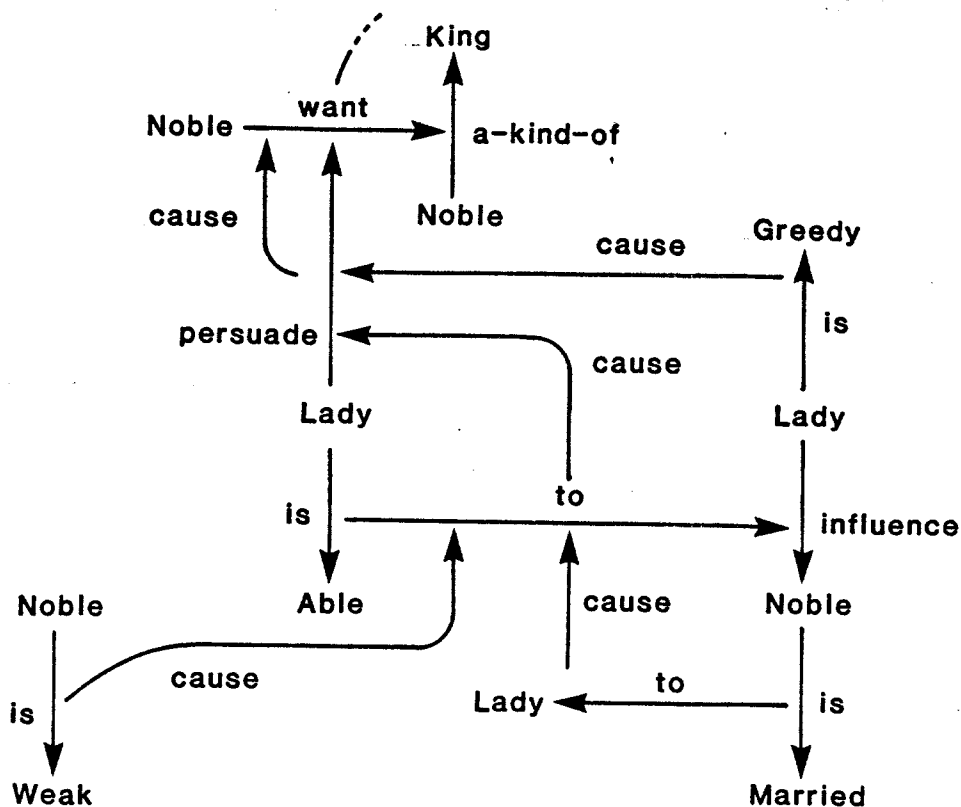 King
want
Noble
a-kind-of
cause
Noble
Greedy
cause
is
persuade
cause
Lady
Lady
to
is
influence
Noble
Able
cause
Noble
cause
Lady
to
is
is
Weak
Married